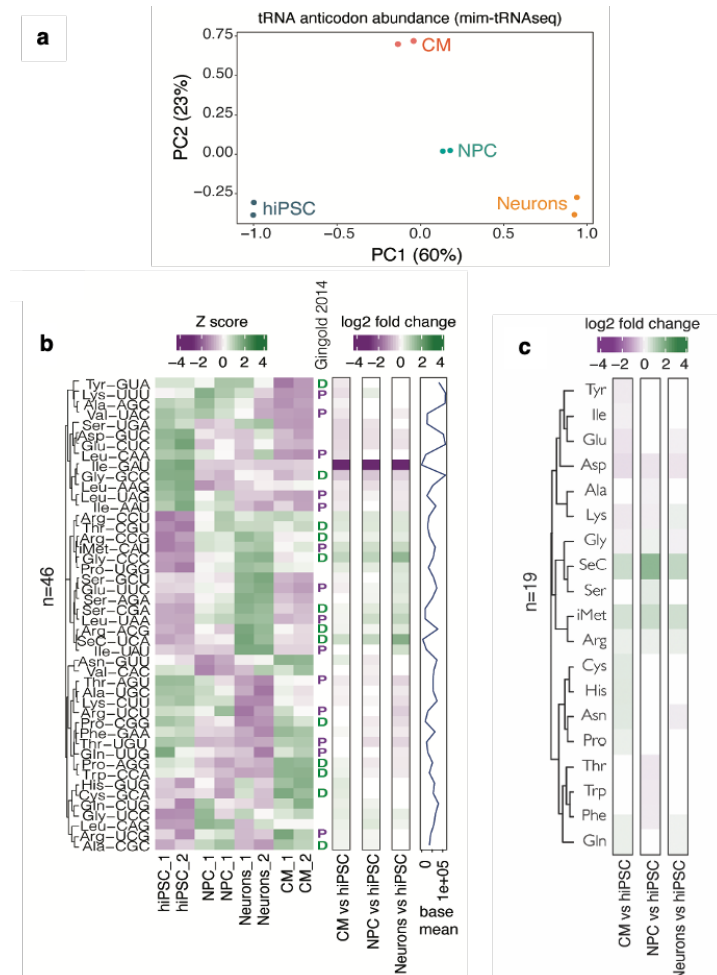 a
tRNA anticodon abundance (mim-tRNAseq)
PC2 (23%)
0.75
0.50
0.25
0.00
−0.25
CM
NPC
hiPSC
Neurons
−1.0 −0.5 0.0 0.5 1.0
PC1 (60%)
b
n=46
Z score
−4 −2 0 2 4
Gingold 2014
log2 fold change
−4 −2 0 2 4
Tyr-GUA D
Lys-UUU P
Ala-AGC
Val-UAC P
Ser-UGA
Asp-GUC
Glu-CUC
Leu-CAA P
Ile-GAU
Gly-GCC D
Leu-AAG
Leu-UAG P
Ile-AAU P
Arg-CCU
Thr-CGU D
Arg-CCG D
iMet-CAU P
Gly-CCC D
Pro-UGG
Ser-GCU
Glu-UUC P
Ser-AGA
Ser-CGA D
Leu-UAA P
Arg-ACG D
SeC-UCA D
Ile-UAU P
Asn-GUU
Val-CAC
Thr-AGU P
Ala-UGC
Lys-CUU
Arg-UCU P
Pro-CGG D
Phe-GAA
Thr-UGU P
Gln-UUG P
Pro-AGG D
Trp-CCA D
His-GUG
Cys-GCA D
Gln-CUG
Gly-UCC
Leu-CAG
Arg-UCG P
Ala-CGC D
hiPSC_1
hiPSC_2
NPC_1
NPC_1
Neurons_1
Neurons_2
CM_1
CM_2
CM vs hiPSC
NPC vs hiPSC
Neurons vs hiPSC
0
1e+05
base
mean
c
n=19
log2 fold change
−4 −2 0 2 4
Tyr
Ile
Glu
Asp
Ala
Lys
Gly
SeC
Ser
iMet
Arg
Cys
His
Asn
Pro
Thr
Trp
Phe
Gln
CM vs hiPSC
NPC vs hiPSC
Neurons vs hiPSC